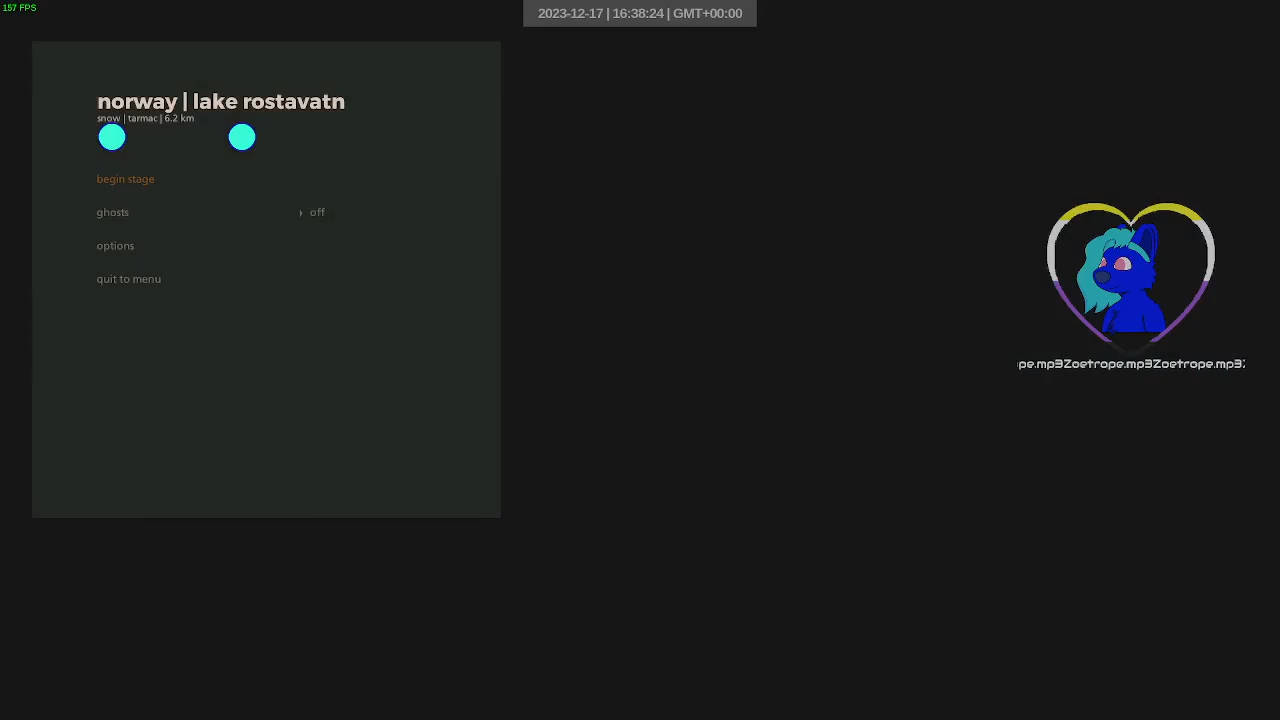 157 FPS
2023-12-17 | 16:38:24 | GMT+00:00
norway | lake rostavatn
snow | tarmac | 6.2 km
begin stage
ghosts off
options
quit to menu
pe.mp3Zoetrope.mp3Zoetrope.mp3